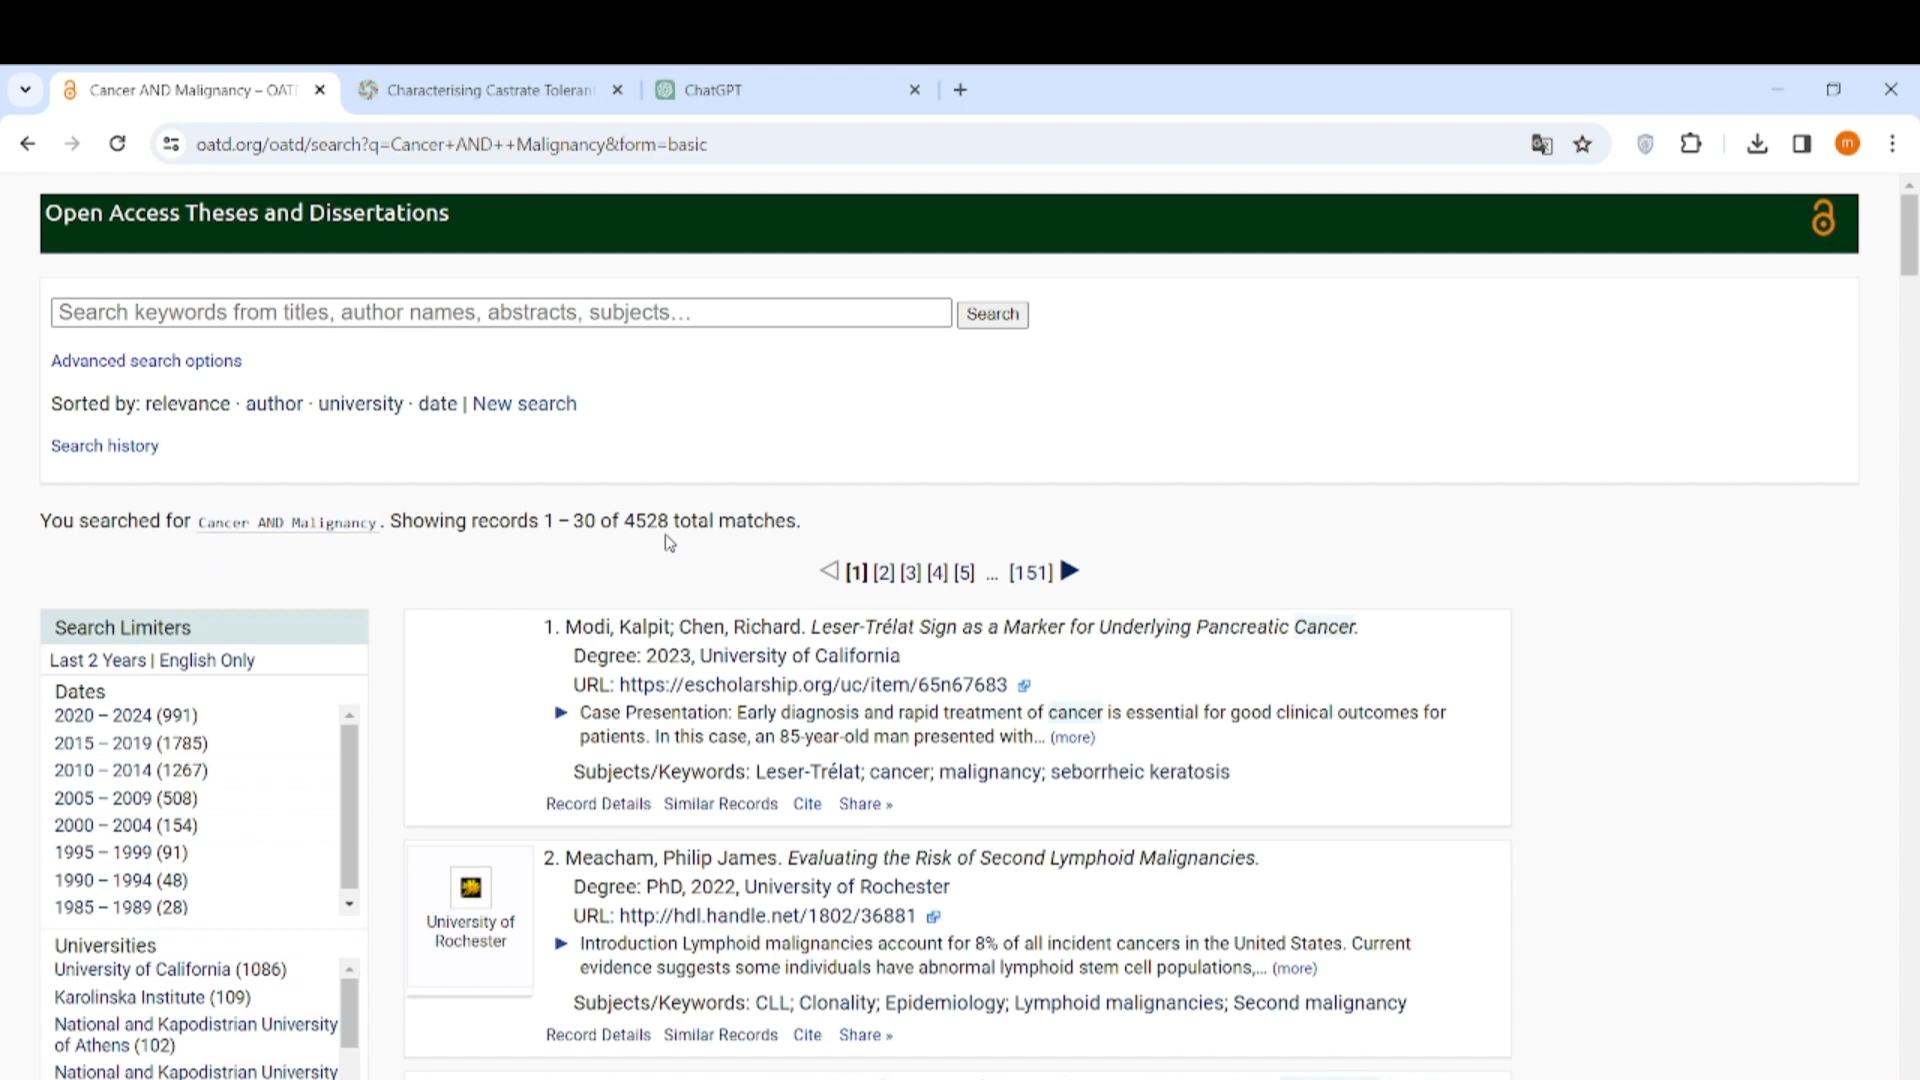 Cancer AND Malignancy – OATD
Characterising Castrate Toleran
ChatGPT
oatd.org/oatd/search?q=Cancer+AND++Malignancy&form=basic
m
Open Access Theses and Dissertations
Search keywords from titles, author names, abstracts, subjects…
Search
Advanced search options
Sorted by: relevance · author · university · date | New search
Search history
You searched for Cancer AND Malignancy. Showing records 1 – 30 of 4528 total matches.
[1] [2] [3] [4] [5] … [151]
Search Limiters
Last 2 Years | English Only
Dates
2020 – 2024 (991)
2015 – 2019 (1785)
2010 – 2014 (1267)
2005 – 2009 (508)
2000 – 2004 (154)
1995 – 1999 (91)
1990 – 1994 (48)
1985 – 1989 (28)
Universities
University of California (1086)
Karolinska Institute (109)
National and Kapodistrian University
of Athens (102)
National and Kapodistrian University
1. Modi, Kalpit; Chen, Richard. Leser-Trélat Sign as a Marker for Underlying Pancreatic Cancer.
Degree: 2023, University of California
URL: https://escholarship.org/uc/item/65n67683
Case Presentation: Early diagnosis and rapid treatment of cancer is essential for good clinical outcomes for
patients. In this case, an 85-year-old man presented with… (more)
Subjects/Keywords: Leser-Trélat; cancer; malignancy; seborrheic keratosis
Record Details Similar Records Cite Share »
University of
Rochester
2. Meacham, Philip James. Evaluating the Risk of Second Lymphoid Malignancies.
Degree: PhD, 2022, University of Rochester
URL: http://hdl.handle.net/1802/36881
Introduction Lymphoid malignancies account for 8% of all incident cancers in the United States. Current
evidence suggests some individuals have abnormal lymphoid stem cell populations,… (more)
Subjects/Keywords: CLL; Clonality; Epidemiology; Lymphoid malignancies; Second malignancy
Record Details Similar Records Cite Share »